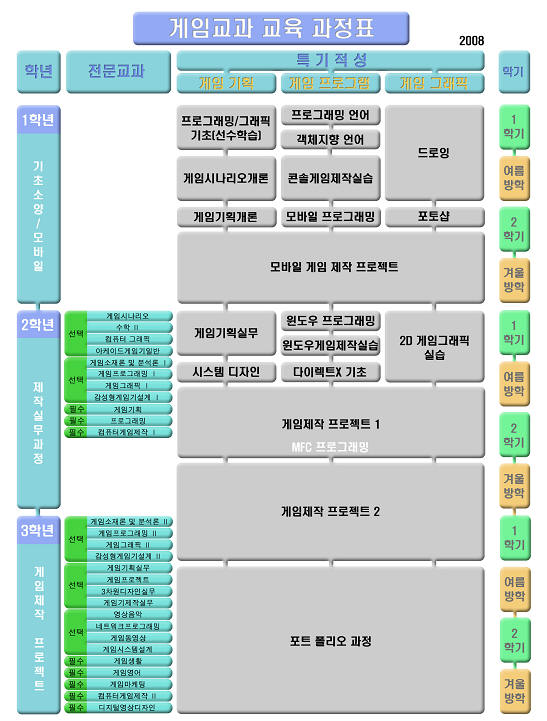 게임교과 교육 과정표
2008
학년
전문교과
특기적성
학기
게임 기획
게임 프로그램
게임 그래픽
1학년
기초소양/모바일
프로그래밍/그래픽
기초(선수학습)
게임시나리오개론
게임기획개론
프로그래밍 언어
객체지향 언어
콘솔게임제작실습
모바일 프로그래밍
드로잉
포토샵
모바일 게임 제작 프로젝트
1
학기
여름
방학
2
학기
겨울
방학
2학년
제작실무과정
선택
게임시나리오
수학 II
컴퓨터 그래픽
아케이드게임기일반
선택
게임소재론 및 분석론 I
게임프로그래밍 I
게임그래픽 I
감성형게임기설계 I
필수
게임기획
필수
프로그래밍
필수
컴퓨터게임제작 I
게임기획실무
시스템 디자인
윈도우 프로그래밍
윈도우게임제작실습
다이렉트X 기초
2D 게임그래픽
실습
게임제작 프로젝트 1
MFC 프로그래밍
게임제작 프로젝트 2
1
학기
여름
방학
2
학기
겨울
방학
3학년
게임제작 프로젝트
선택
게임소재론 및 분석론 II
게임프로그래밍 II
게임그래픽 II
감성형게임기설계 II
선택
게임기획실무
게임프로젝트
3차원디자인실무
게임기제작실무
선택
영상음악
네트워크프로그래밍
게임동영상
게임시스템설계
필수
게임생활
필수
게임영어
필수
게임마케팅
필수
컴퓨터게임제작 II
필수
디지털영상디자인
포트 폴리오 과정
1
학기
여름
방학
2
학기
겨울
방학